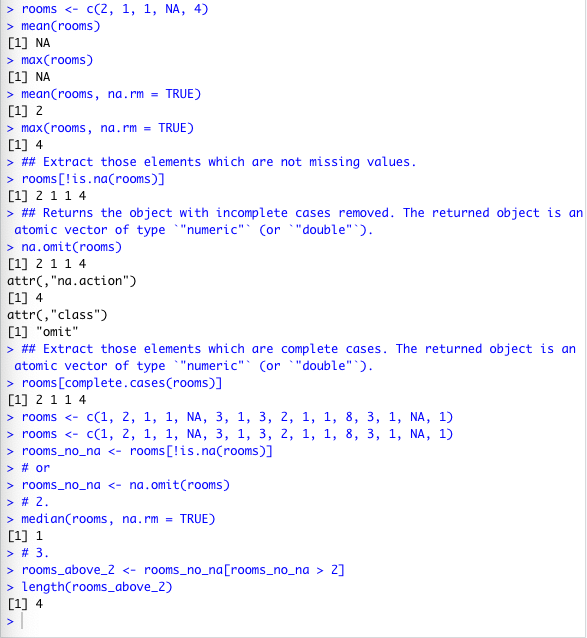 > rooms <- c(2, 1, 1, NA, 4)
> mean(rooms)
[1] NA
> max(rooms)
[1] NA
> mean(rooms, na.rm = TRUE)
[1] 2
> max(rooms, na.rm = TRUE)
[1] 4
> ## Extract those elements which are not missing values.
> rooms[!is.na(rooms)]
[1] 2 1 1 4
> ## Returns the object with incomplete cases removed. The returned object is an
 atomic vector of type `"numeric"` (or `"double"`).
> na.omit(rooms)
[1] 2 1 1 4
attr(,"na.action")
[1] 4
attr(,"class")
[1] "omit"
> ## Extract those elements which are complete cases. The returned object is an
 atomic vector of type `"numeric"` (or `"double"`).
> rooms[complete.cases(rooms)]
[1] 2 1 1 4
> rooms <- c(1, 2, 1, 1, NA, 3, 1, 3, 2, 1, 1, 8, 3, 1, NA, 1)
> rooms <- c(1, 2, 1, 1, NA, 3, 1, 3, 2, 1, 1, 8, 3, 1, NA, 1)
> rooms_no_na <- rooms[!is.na(rooms)]
> # or
> rooms_no_na <- na.omit(rooms)
> # 2.
> median(rooms, na.rm = TRUE)
[1] 1
> # 3.
> rooms_above_2 <- rooms_no_na[rooms_no_na > 2]
> length(rooms_above_2)
[1] 4
>